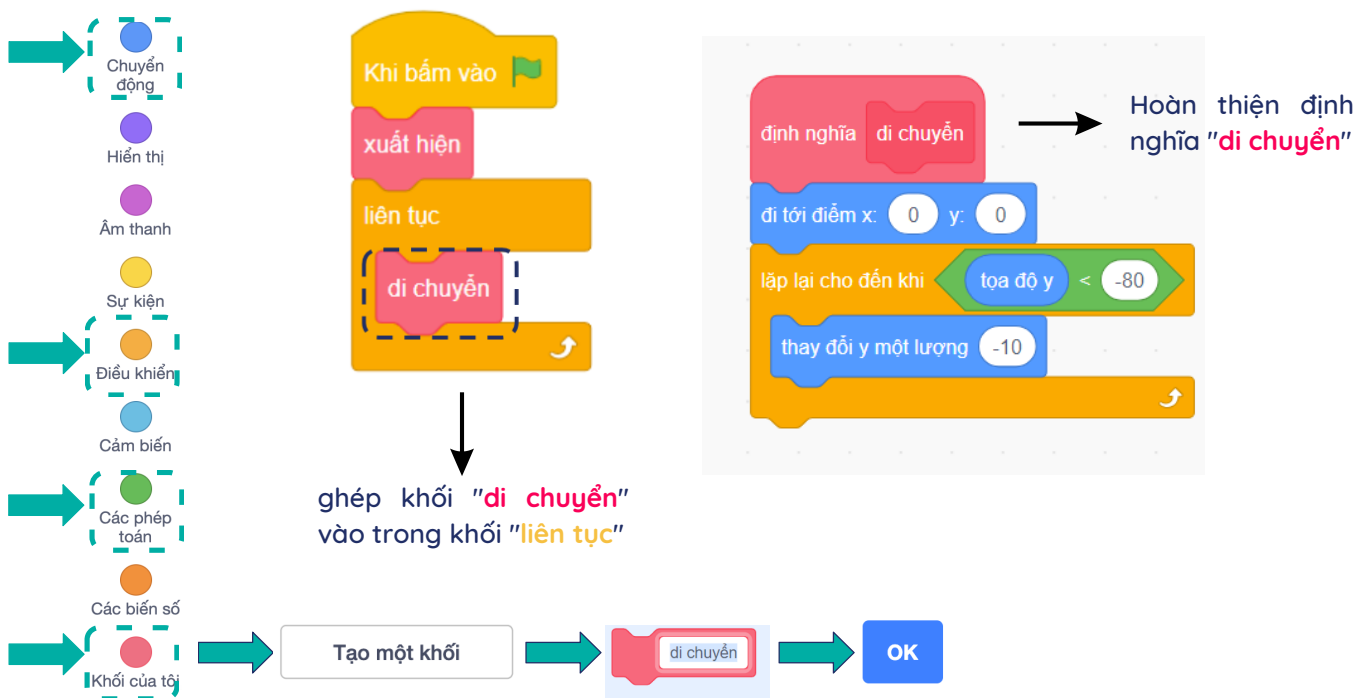 Chuyển
động
Hiển thị
Âm thanh
Sự kiện
Điều khiển
Cảm biến
Các phép
toán
Các biến số
Khối của tôi
Khi bấm vào
xuất hiện
liên tục
di chuyển
ghép khối "di chuyển"
vào trong khối "liên tục"
định nghĩa di chuyển
đi tới điểm x: 0 y: 0
lặp lại cho đến khi tọa độ y < -80
thay đổi y một lượng -10
Hoàn thiện định
nghĩa "di chuyển"
Tạo một khối
di chuyển
OK